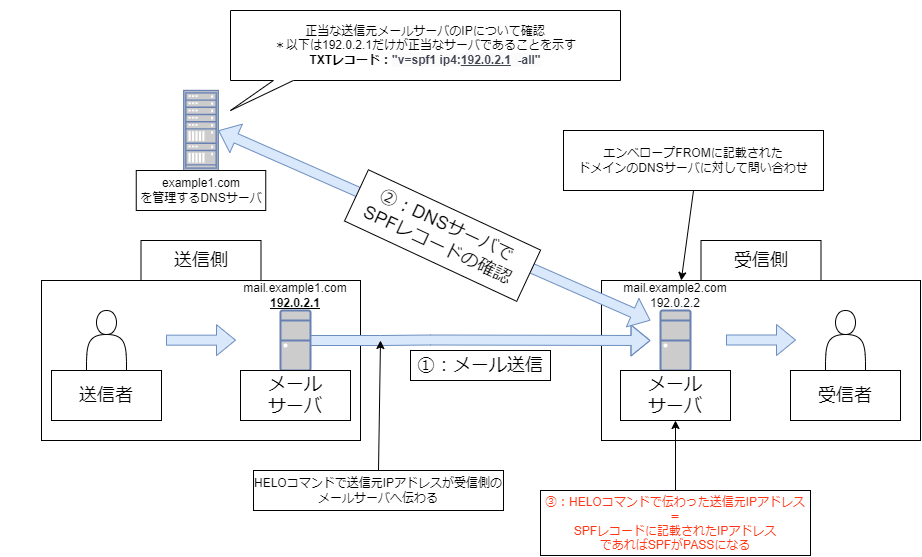 正当な送信元メールサーバのIPについて確認
＊以下は192.0.2.1だけが正当なサーバであることを示す
TXTレコード："v=spf1 ip4:192.0.2.1 -all"
example1.com
を管理するDNSサーバ
エンベロープFROMに記載された
ドメインのDNSサーバに対して問い合わせ
②：DNSサーバで
SPFレコードの確認
送信側
受信側
mail.example1.com
192.0.2.1
mail.example2.com
192.0.2.2
①：メール送信
送信者
メール
サーバ
メール
サーバ
受信者
HELOコマンドで送信元IPアドレスが受信側の
メールサーバへ伝わる
③：HELOコマンドで伝わった送信元IPアドレス
＝
SPFレコードに記載されたIPアドレス
であればSPFがPASSになる